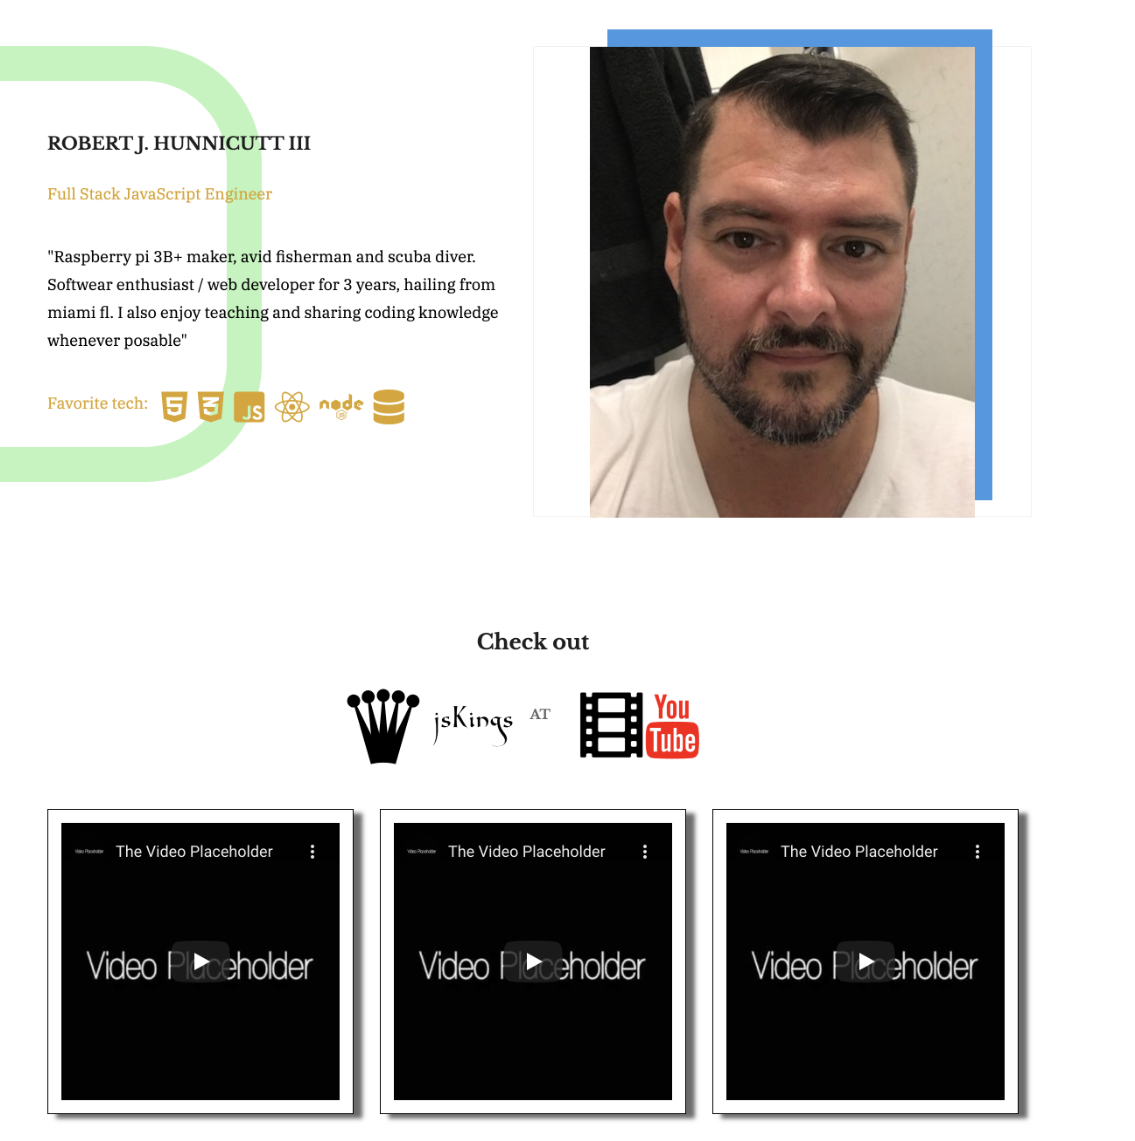 ROBERT J. HUNNICUTT III
Full Stack JavaScript Engineer
"Raspberry pi 3B+ maker, avid fisherman and scuba diver.
Softwear enthusiast / web developer for 3 years, hailing from
miami fl. I also enjoy teaching and sharing coding knowledge
whenever posable"
Favorite tech: 5 3 JS node JS
Check out
jsKings AT You
Tube
Video Placeholder The Video Placeholder
Video Placeholder
Video Placeholder The Video Placeholder
Video Placeholder
Video Placeholder The Video Placeholder
Video Placeholder